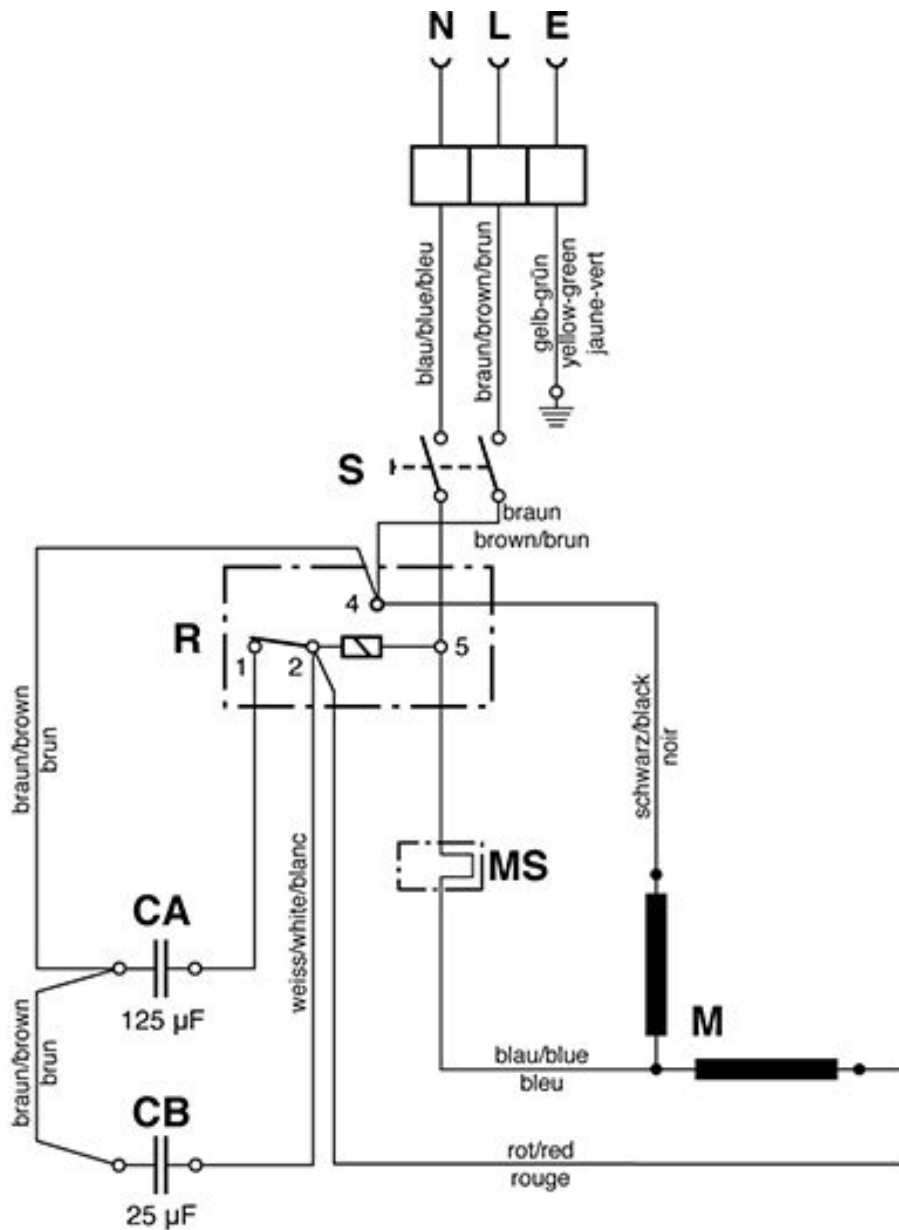 N L E
blau/blue/bleu
braun/brown/brun
gelb-grün
yellow-green
jaune-vert
S
braun
brown/brun
4
R
1 2 5
braun/brown
brun
schwarz/black
noir
MS
weiss/white/blanc
CA
125 µF
M
braun/brown
brun
blau/blue
bleu
CB
rot/red
rouge
25 µF